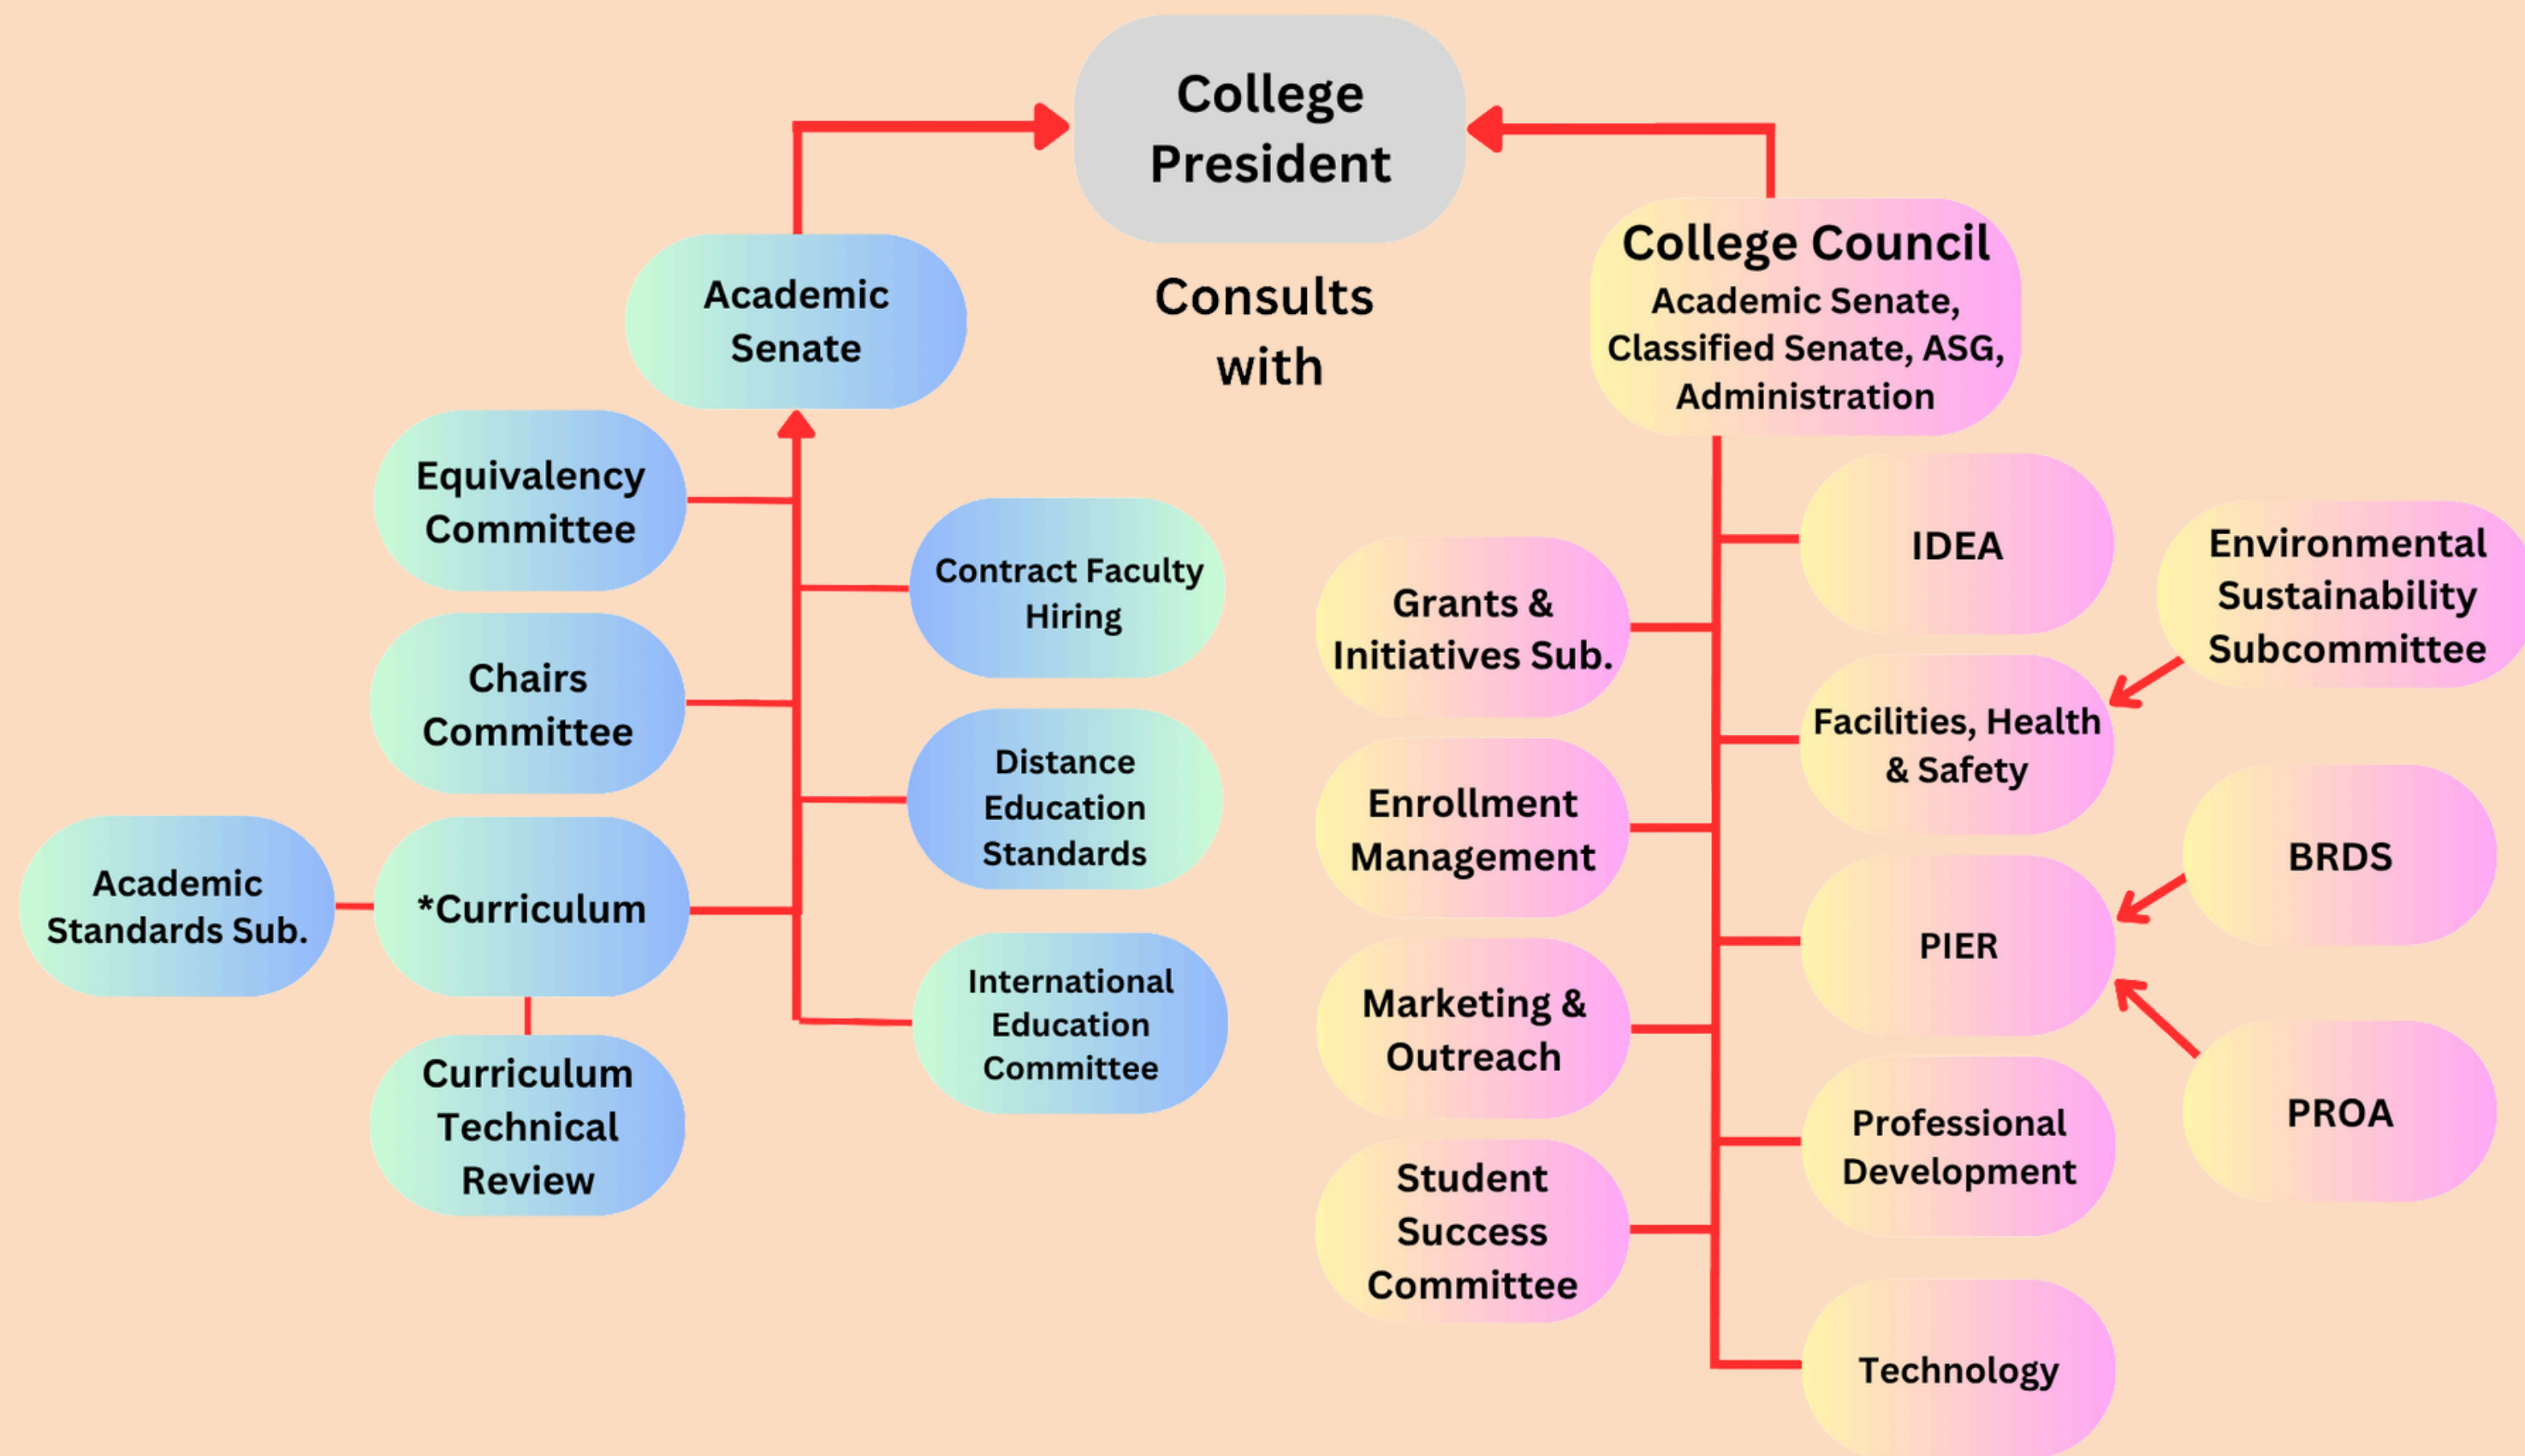 College
President
Consults
with
Academic
Senate
College Council
Academic Senate,
Classified Senate, ASG,
Administration
Equivalency
Committee
Contract Faculty
Hiring
Chairs
Committee
Distance
Education
Standards
Academic
Standards Sub.
*Curriculum
International
Education
Committee
Curriculum
Technical
Review
IDEA
Environmental
Sustainability
Subcommittee
Grants &
Initiatives Sub.
Facilities, Health
& Safety
Enrollment
Management
BRDS
PIER
Marketing &
Outreach
PROA
Professional
Development
Student
Success
Committee
Technology